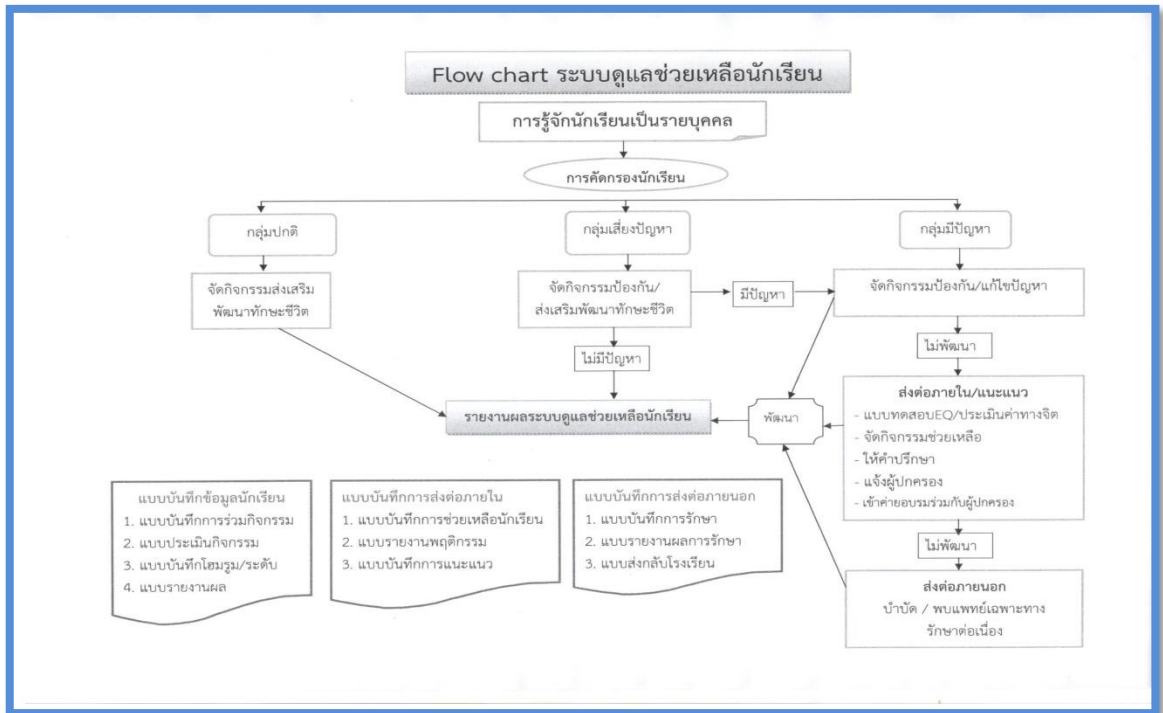 Flow chart ระบบดูแลช่วยเหลือนักเรียน
การรู้จักนักเรียนเป็นรายบุคคล
การคัดกรองนักเรียน
กลุ่มปกติ
กลุ่มเสี่ยงปัญหา
กลุ่มมีปัญหา
จัดกิจกรรมส่งเสริม
พัฒนาทักษะชีวิต
จัดกิจกรรมป้องกัน/
ส่งเสริมพัฒนาทักษะชีวิต
มีปัญหา
จัดกิจกรรมป้องกัน/แก้ไขปัญหา
ไม่มีปัญหา
ไม่พัฒนา
รายงานผลระบบดูแลช่วยเหลือนักเรียน
พัฒนา
ส่งต่อภายใน/แนะแนว
- แบบทดสอบEQ/ประเมินค่าทางจิต
- จัดกิจกรรมช่วยเหลือ
- ให้คำปรึกษา
- แจ้งผู้ปกครอง
- เข้าค่ายอบรมร่วมกับผู้ปกครอง
ไม่พัฒนา
ส่งต่อภายนอก
บำบัด / พบแพทย์เฉพาะทาง
รักษาต่อเนื่อง
แบบบันทึกข้อมูลนักเรียน
1. แบบบันทึกการร่วมกิจกรรม
2. แบบประเมินกิจกรรม
3. แบบบันทึกโฮมรูม/ระดับ
4. แบบรายงานผล
แบบบันทึกการส่งต่อภายใน
1. แบบบันทึกการช่วยเหลือนักเรียน
2. แบบรายงานพฤติกรรม
3. แบบบันทึกการแนะแนว
แบบบันทึกการส่งต่อภายนอก
1. แบบบันทึกการรักษา
2. แบบรายงานผลการรักษา
3. แบบส่งกลับโรงเรียน